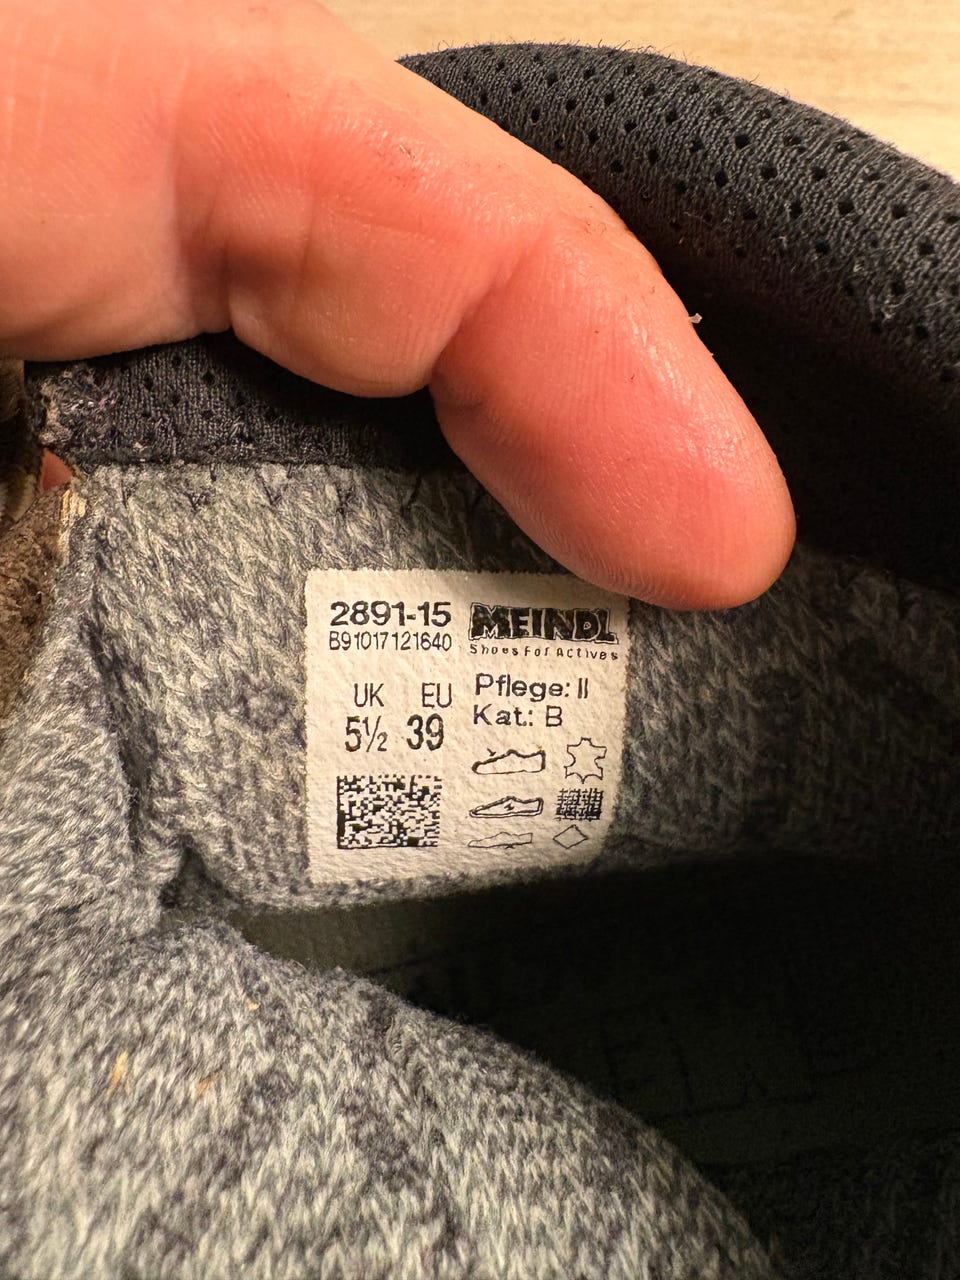 2891-15
B91017121640
UK EU
5½ 39
MEINDL
Shoes For Actives
Pflege: II
Kat.: B